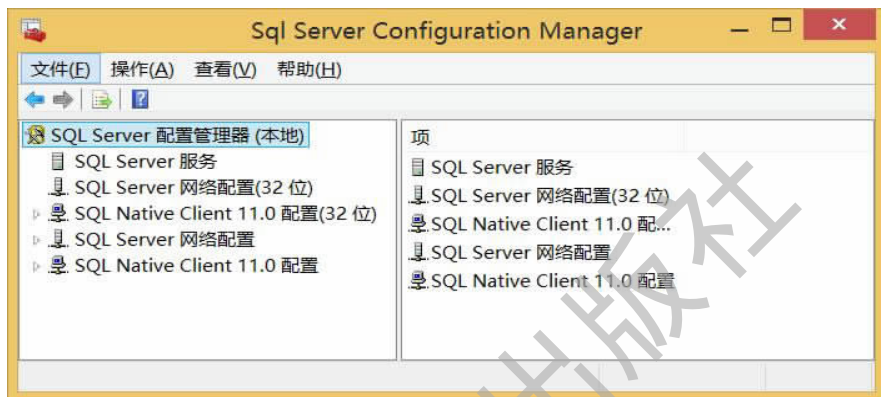 Sql Server Configuration Manager
文件(F) 操作(A) 查看(V) 帮助(H)
SQL Server 配置管理器 (本地)
SQL Server 服务
SQL Server 网络配置(32 位)
SQL Native Client 11.0 配置(32 位)
SQL Server 网络配置
SQL Native Client 11.0 配置
项
SQL Server 服务
SQL Server 网络配置(32 位)
SQL Native Client 11.0 配...
SQL Server 网络配置
SQL Native Client 11.0 配置
出版社